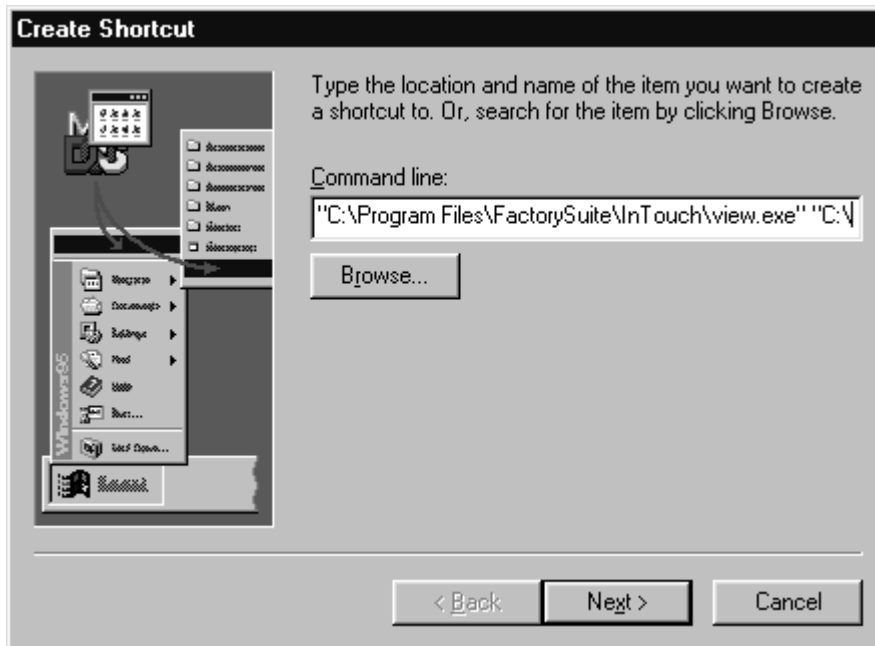 Create Shortcut
Type the location and name of the item you want to create
a shortcut to. Or, search for the item by clicking Browse.
Command line:
"C:\Program Files\FactorySuite\InTouch\view.exe" "C:\
Browse...
Windows95
< Back
Next >
Cancel